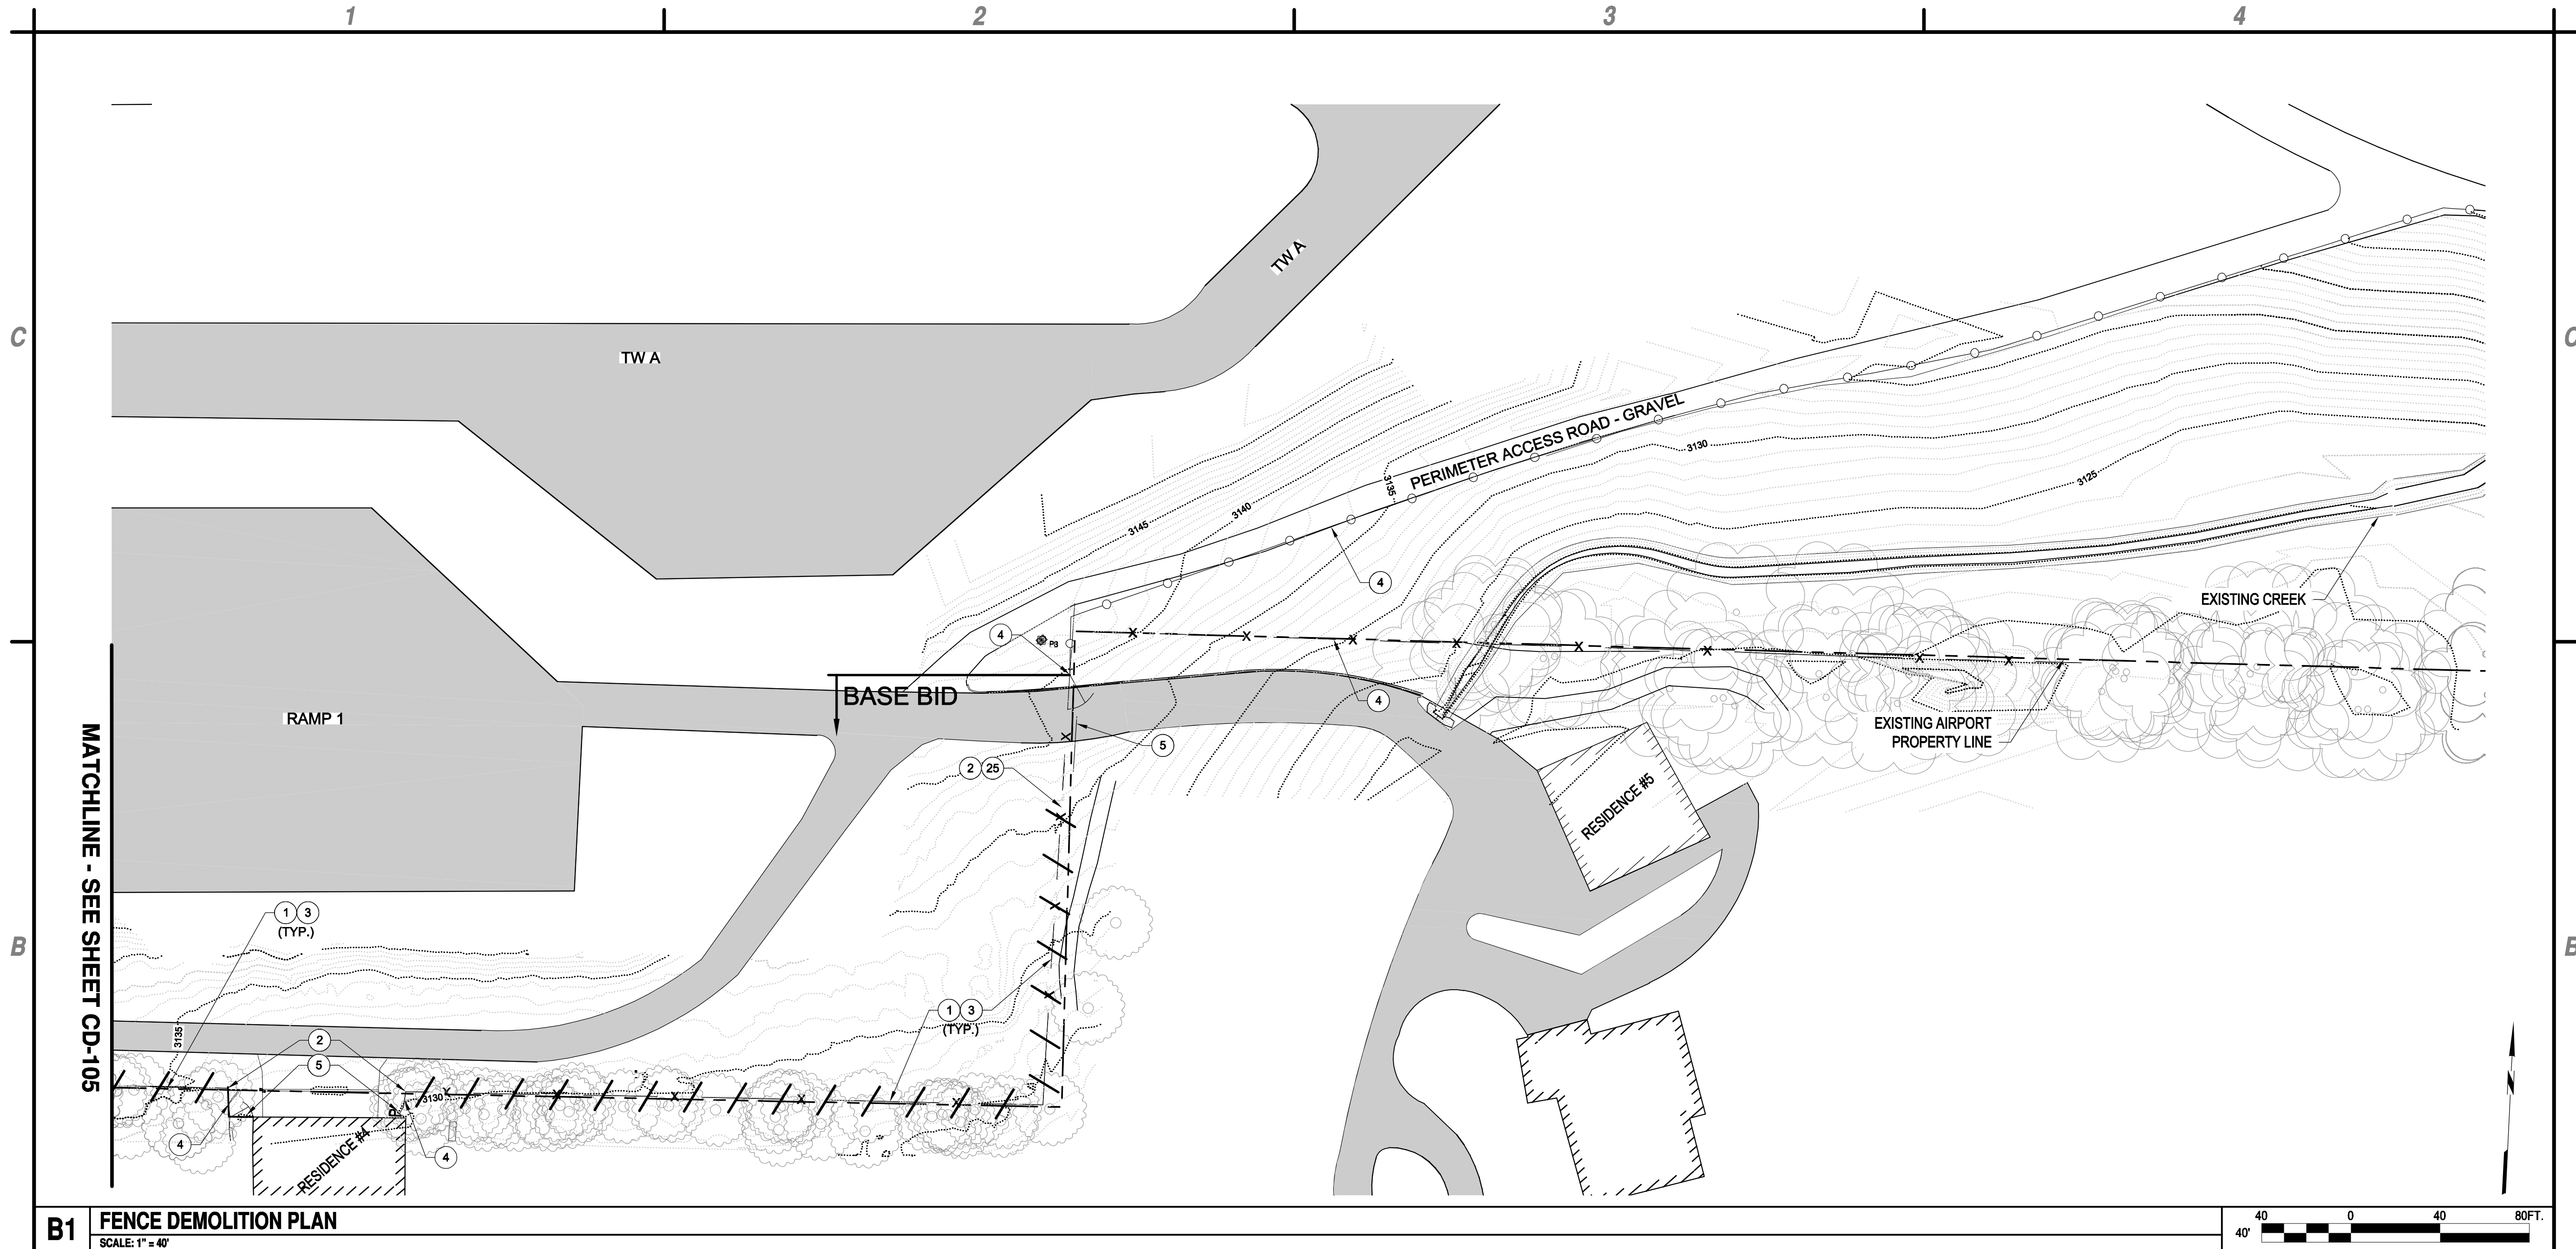 1
2
3
4
C
C
TW A
TW A
PERIMETER ACCESS ROAD - GRAVEL
3145
3140
3135
3130
3125
4
EXISTING CREEK
4
P3
BASE BID
RAMP 1
4
5
EXISTING AIRPORT
PROPERTY LINE
2 25
RESIDENCE #5
MATCHLINE - SEE SHEET CD-105
1 3
(TYP.)
B
B
1 3
(TYP.)
3135
2
5
3130
4
4
RESIDENCE #4
N
B1
FENCE DEMOLITION PLAN
SCALE: 1" = 40'
40'
40 0 40 80FT.